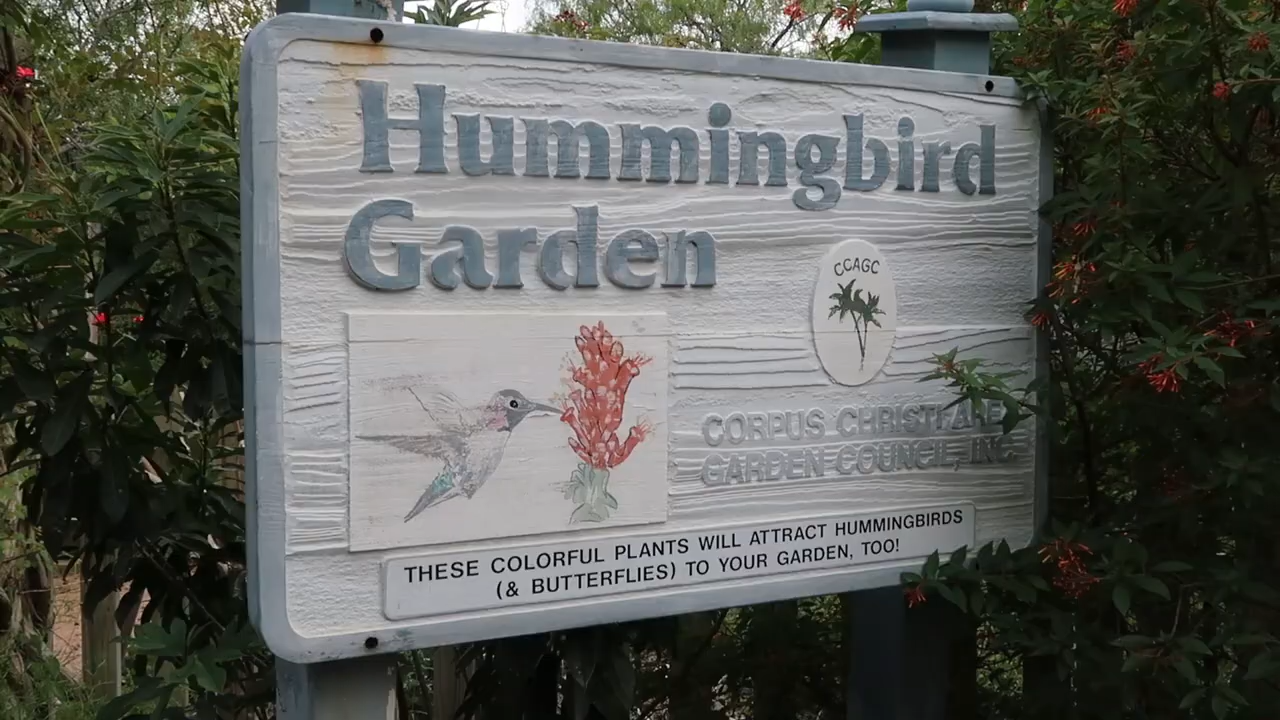 Hummingbird
Garden
CCAGC
CORPUS CHRISTI ARE
GARDEN COUNCIL, INC.
THESE COLORFUL PLANTS WILL ATTRACT HUMMINGBIRDS
(& BUTTERFLIES) TO YOUR GARDEN, TOO!